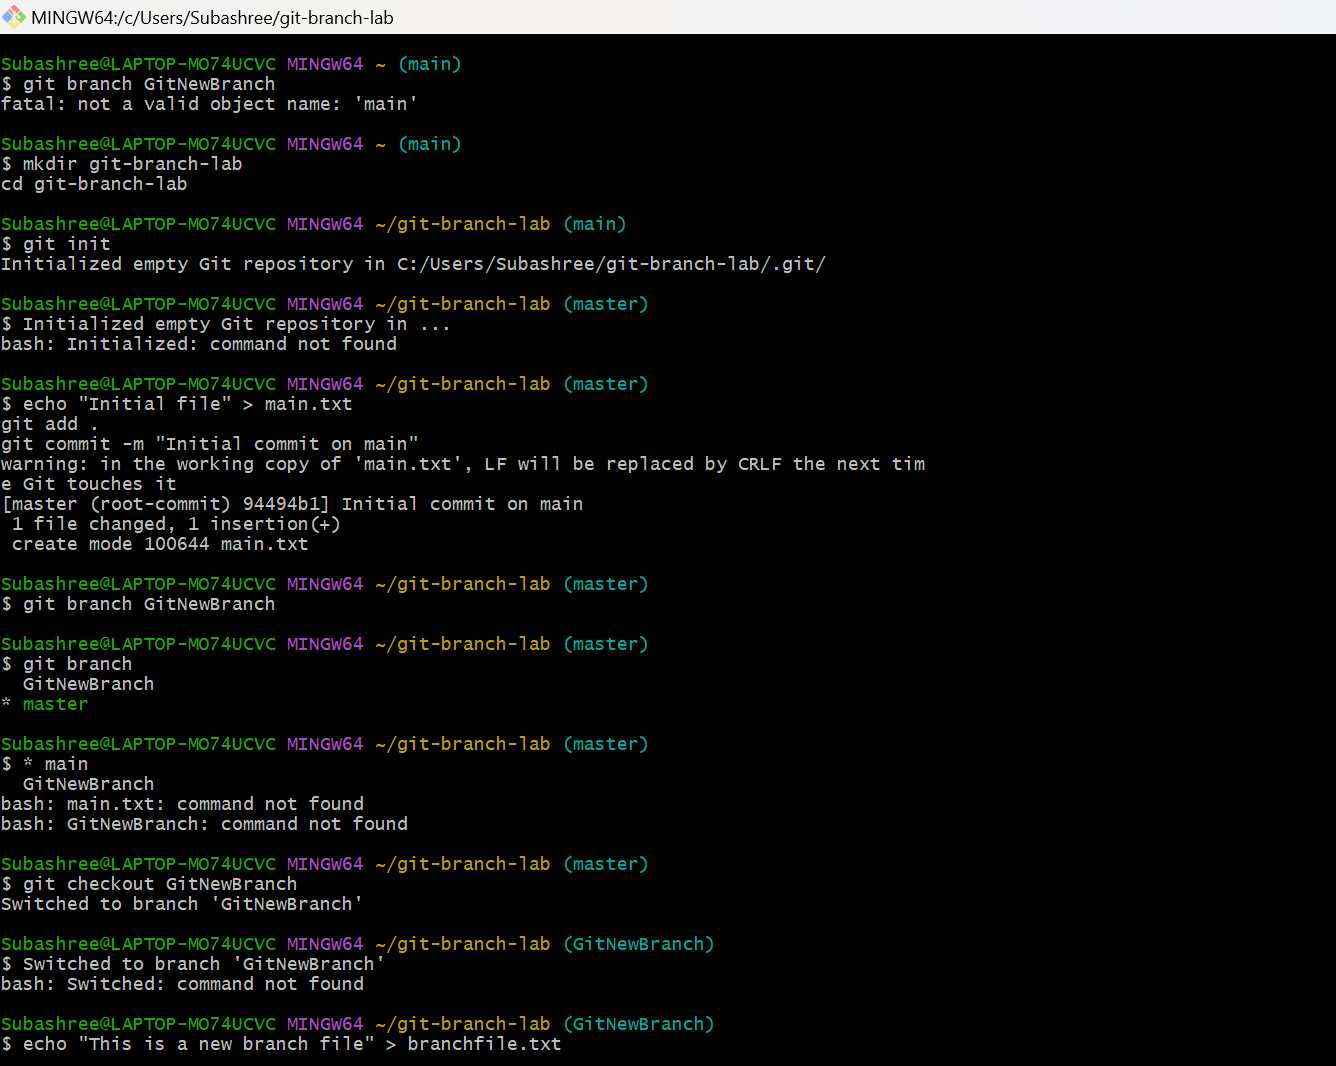 MINGW64:/c/Users/Subashree/git-branch-lab
Subashree@LAPTOP-MO74UCVC MINGW64 ~ (main)
$ git branch GitNewBranch
fatal: not a valid object name: 'main'
Subashree@LAPTOP-MO74UCVC MINGW64 ~ (main)
$ mkdir git-branch-lab
cd git-branch-lab
Subashree@LAPTOP-MO74UCVC MINGW64 ~/git-branch-lab (main)
$ git init
Initialized empty Git repository in C:/Users/Subashree/git-branch-lab/.git/
Subashree@LAPTOP-MO74UCVC MINGW64 ~/git-branch-lab (master)
$ Initialized empty Git repository in ...
bash: Initialized: command not found
Subashree@LAPTOP-MO74UCVC MINGW64 ~/git-branch-lab (master)
$ echo "Initial file" > main.txt
git add .
git commit -m "Initial commit on main"
warning: in the working copy of 'main.txt', LF will be replaced by CRLF the next tim
e Git touches it
[master (root-commit) 94494b1] Initial commit on main
 1 file changed, 1 insertion(+)
 create mode 100644 main.txt
Subashree@LAPTOP-MO74UCVC MINGW64 ~/git-branch-lab (master)
$ git branch GitNewBranch
Subashree@LAPTOP-MO74UCVC MINGW64 ~/git-branch-lab (master)
$ git branch
  GitNewBranch
* master
Subashree@LAPTOP-MO74UCVC MINGW64 ~/git-branch-lab (master)
$ * main
  GitNewBranch
bash: main.txt: command not found
bash: GitNewBranch: command not found
Subashree@LAPTOP-MO74UCVC MINGW64 ~/git-branch-lab (master)
$ git checkout GitNewBranch
Switched to branch 'GitNewBranch'
Subashree@LAPTOP-MO74UCVC MINGW64 ~/git-branch-lab (GitNewBranch)
$ Switched to branch 'GitNewBranch'
bash: Switched: command not found
Subashree@LAPTOP-MO74UCVC MINGW64 ~/git-branch-lab (GitNewBranch)
$ echo "This is a new branch file" > branchfile.txt